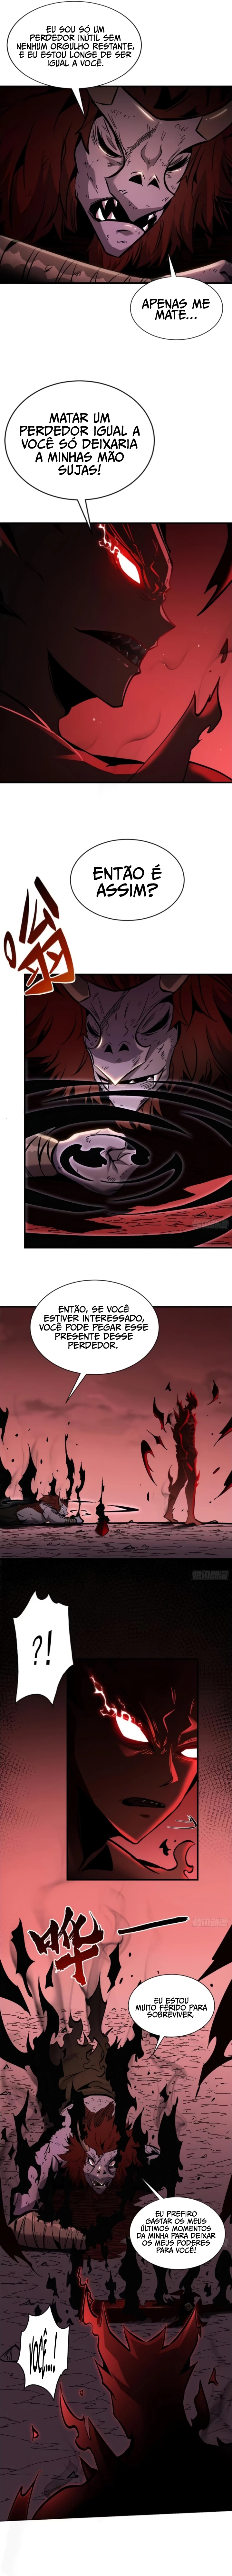 EU SOU SÓ UM
PERDEDOR INÚTIL SEM
NENHUM ORGULHO RESTANTE,
E EU ESTOU LONGE DE SER
IGUAL A VOCÊ.
APENAS ME
MATE...
MATAR UM
PERDEDOR IGUAL A
VOCÊ SÓ DEIXARIA
A MINHAS MÃO
SUJAS!
ENTÃO É
ASSIM?
ENTÃO, SE VOCÊ
ESTIVER INTERESSADO,
VOCÊ PODE PEGAR ESSE
PRESENTE DESSE
PERDEDOR.
?!
哗
EU ESTOU
MUITO FERIDO PARA
SOBREVIVER,
EU PREFIRO
GASTAR OS MEUS
ÚLTIMOS MOMENTOS
DA MINHA PARA DEIXAR
OS MEUS PODERES
PARA VOCÊ!
VOCÊ...!